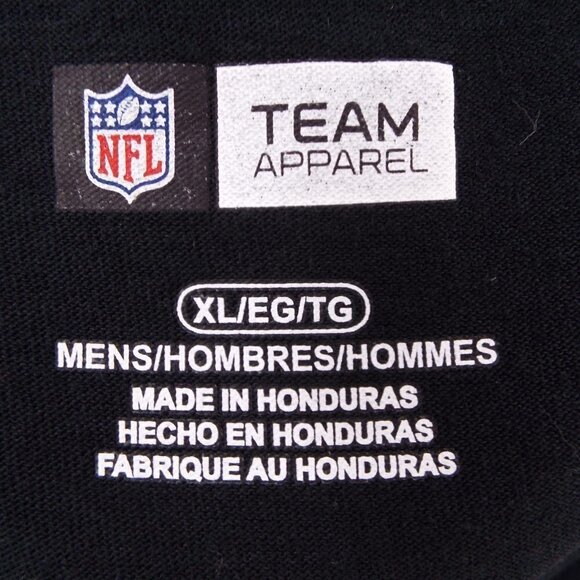 NFL
TEAM
APPAREL
XL/EG/TG
MENS/HOMBRES/HOMMES
MADE IN HONDURAS
HECHO EN HONDURAS
FABRIQUE AU HONDURAS